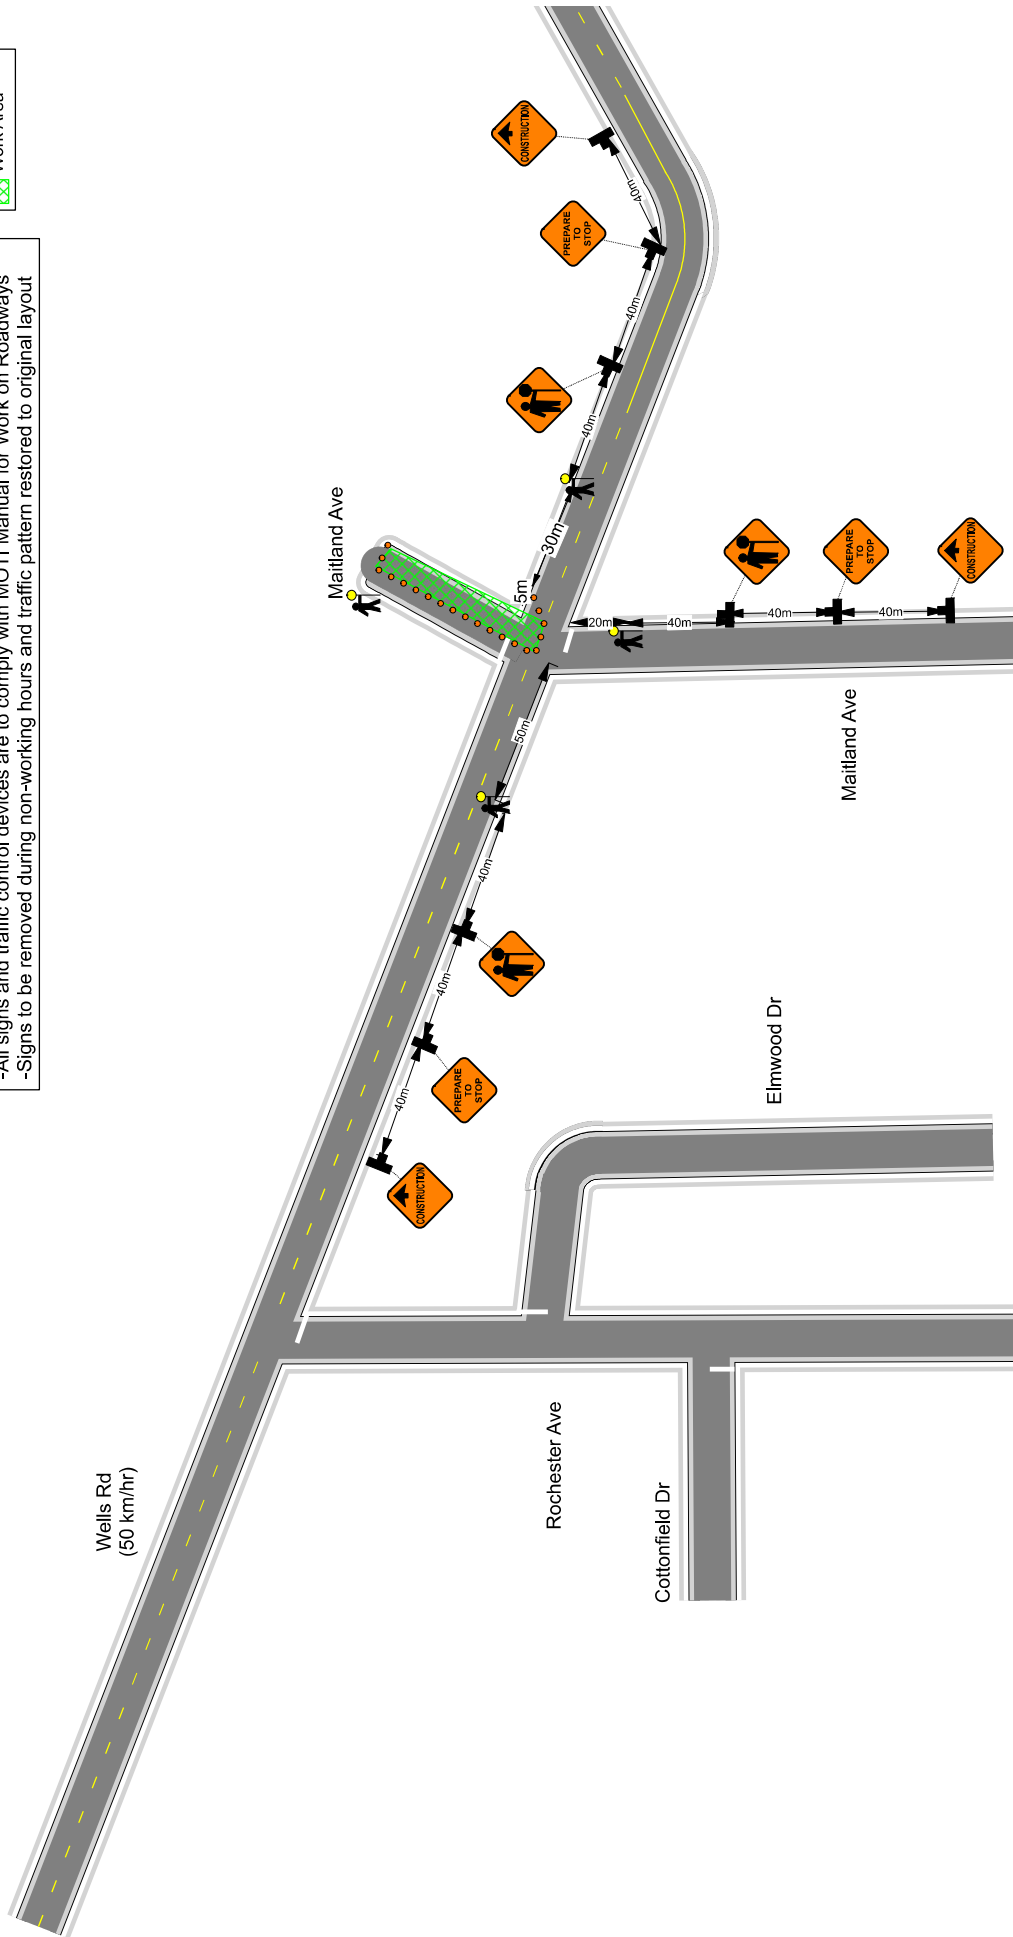 Work Area
-All signs and traffic control devices are to comply with MOTI Manual for Work on Roadways
-Signs to be removed during non-working hours and traffic pattern restored to original layout
CONSTRUCTION
40m
PREPARE
TO
STOP
40m
40m
Maitland Ave
30m
5m
20m
40m
40m
40m
PREPARE
TO
STOP
CONSTRUCTION
50m
Maitland Ave
40m
40m
40m
PREPARE
TO
STOP
CONSTRUCTION
Elmwood Dr
Wells Rd
(50 km/hr)
Rochester Ave
Cottonfield Dr